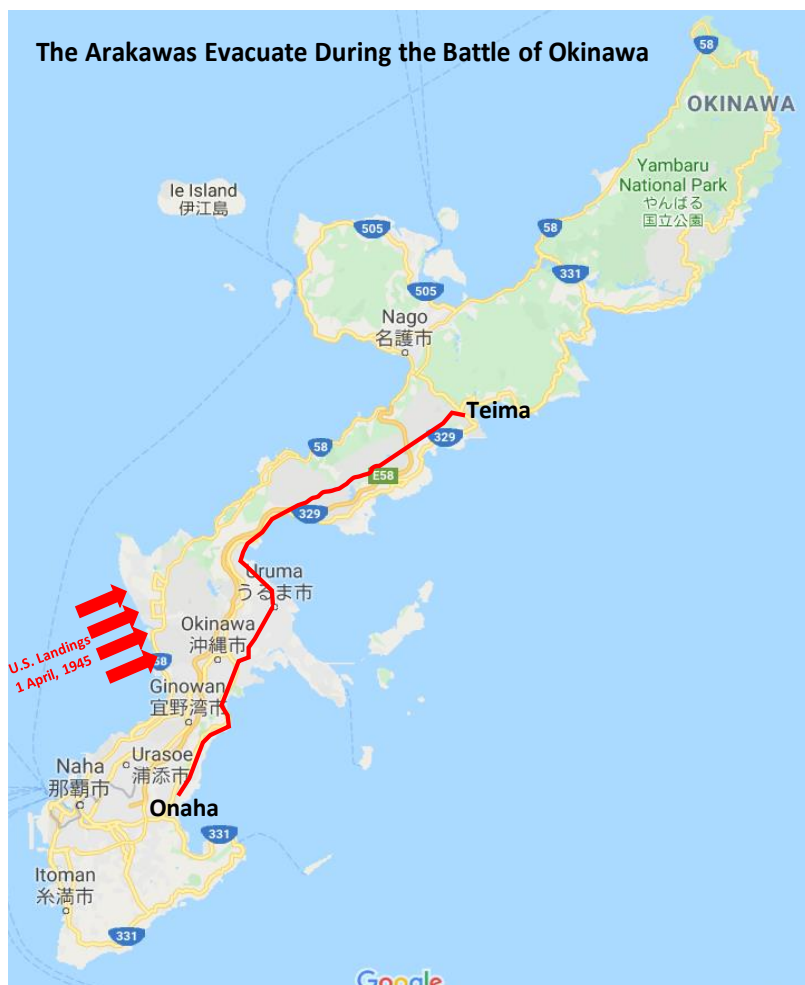 The Arakawas Evacuate During the Battle of Okinawa
58
OKINAWA
Yambaru
National Park
やんばる
国立公園
Ie Island
伊江島
505
58
331
505
Nago
名護市
Teima
329
58
E58
329
Uruma
うるま市
Okinawa
沖縄市
U.S. Landings
1 April, 1945
58
Ginowan
宜野湾市
Urasoe
浦添市
Naha
那覇市
Onaha
331
Itoman
糸満市
331
Google